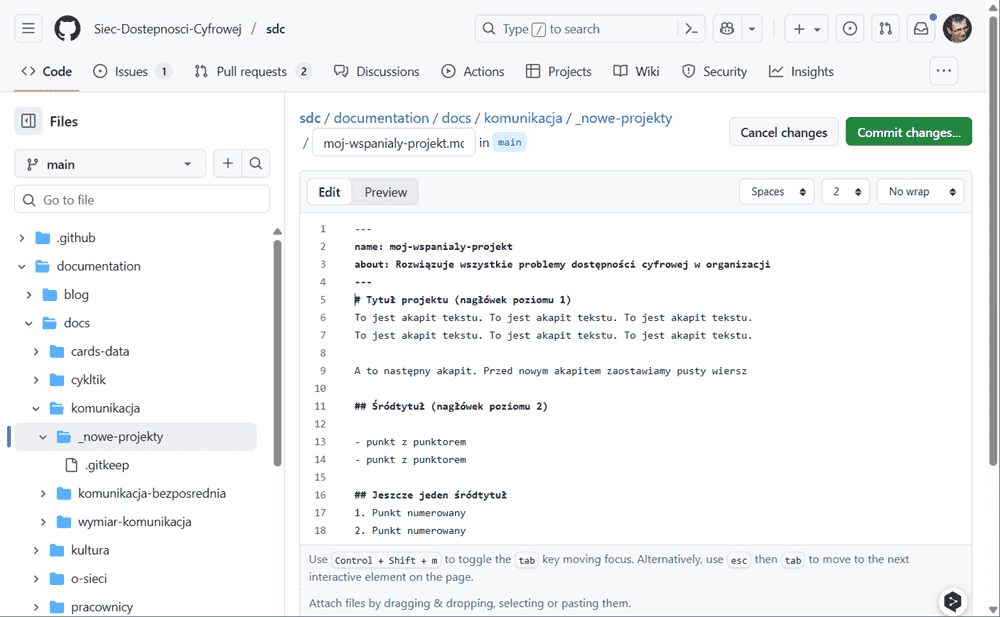 Siec-Dostepnosci-Cyfrowej / sdc
Type / to search
Code
Issues 1
Pull requests 2
Discussions
Actions
Projects
Wiki
Security
Insights
Files
main
Go to file
.github
documentation
blog
docs
cards-data
cykltik
komunikacja
_nowe-projekty
.gitkeep
komunikacja-bezposrednia
wymiar-komunikacja
kultura
o-sieci
pracownicy
sdc / documentation / docs / komunikacja / _nowe-projekty
/ moj-wspanialy-projekt.mc in main
Cancel changes
Commit changes...
Edit
Preview
Spaces
2
No wrap
1 ---
2 name: moj-wspanialy-projekt
3 about: Rozwiązuje wszystkie problemy dostępności cyfrowej w organizacji
4 ---
5 # Tytuł projektu (nagłówek poziomu 1)
6 To jest akapit tekstu. To jest akapit tekstu. To jest akapit tekstu.
7 To jest akapit tekstu. To jest akapit tekstu. To jest akapit tekstu.
8
9 A to następny akapit. Przed nowym akapitem zaostawiamy pusty wiersz
10
11 ## Śródtytuł (nagłówek poziomu 2)
12
13 - punkt z punktorem
14 - punkt z punktorem
15
16 ## Jeszcze jeden śródtytuł
17 1. Punkt numerowany
18 2. Punkt numerowany
Use Control + Shift + m to toggle the tab key moving focus. Alternatively, use esc then tab to move to the next
interactive element on the page.
Attach files by dragging & dropping, selecting or pasting them.